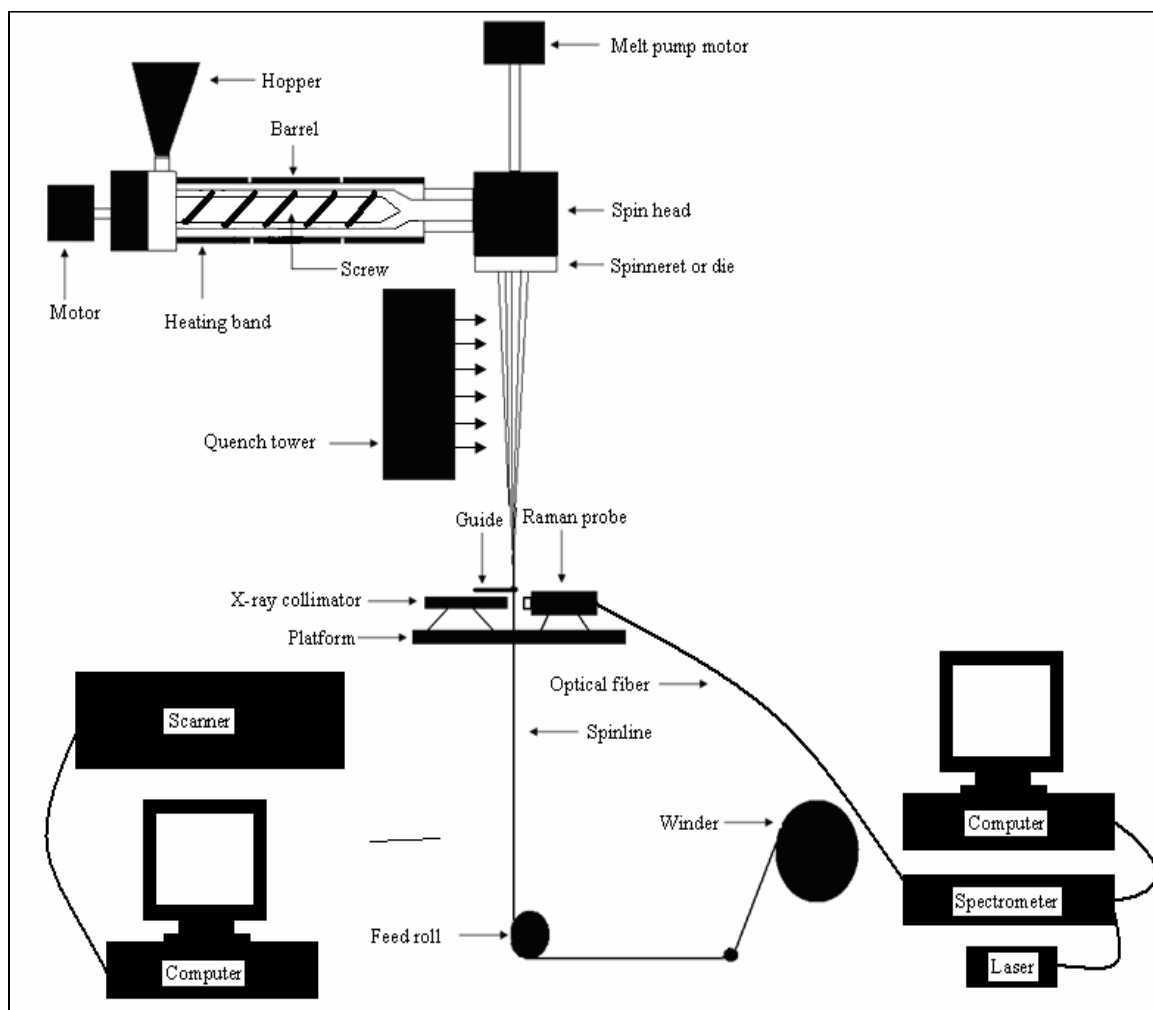 Melt pump motor
Hopper
Barrel
Spin head
Spinneret or die
Screw
Motor
Heating band
Quench tower
Guide
Raman probe
X-ray collimator
Platform
Optical fiber
Scanner
Spinline
Winder
Computer
Spectrometer
Feed roll
Computer
Laser